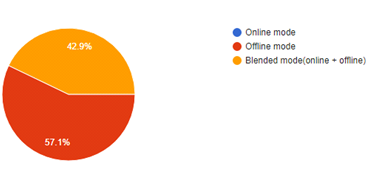 42.9%
57.1%
Online mode
Offline mode
Blended mode(online + offline)